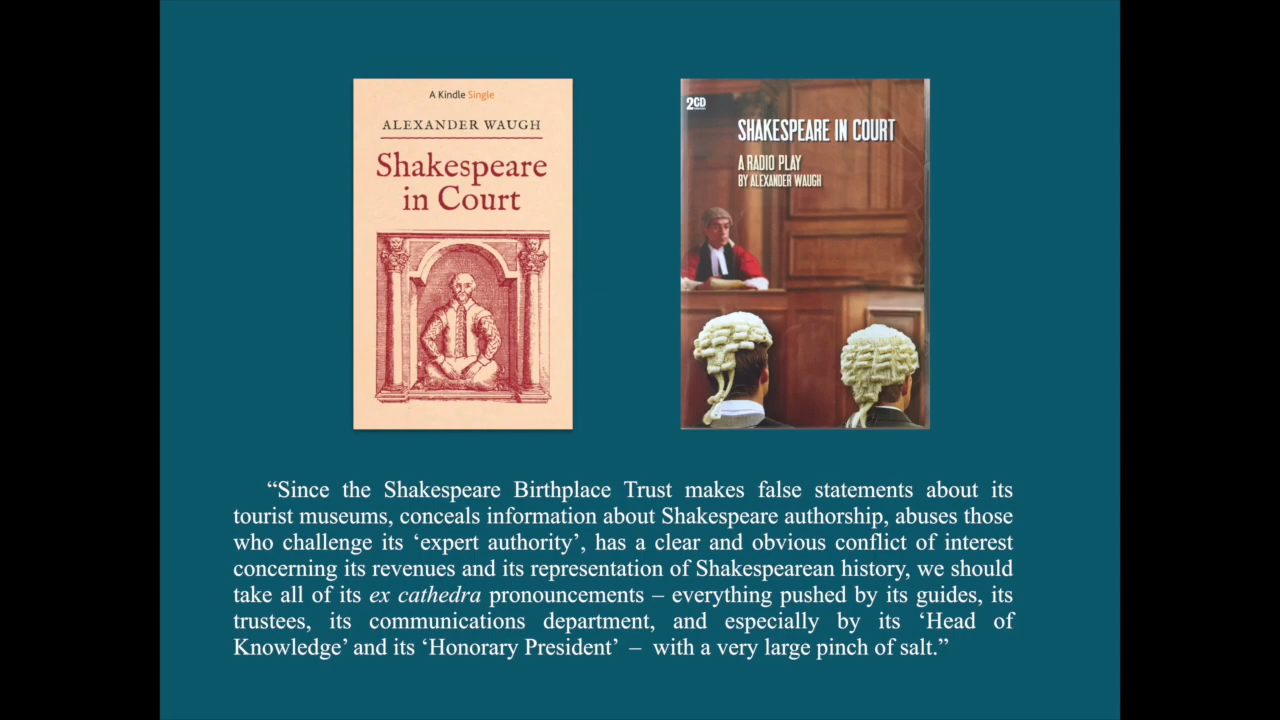 A Kindle Single
ALEXANDER WAUGH
Shakespeare
in Court
2CD
SHAKESPEARE IN COURT
A RADIO PLAY
BY ALEXANDER WAUGH
“Since the Shakespeare Birthplace Trust makes false statements about its
tourist museums, conceals information about Shakespeare authorship, abuses those
who challenge its ‘expert authority’, has a clear and obvious conflict of interest
concerning its revenues and its representation of Shakespearean history, we should
take all of its ex cathedra pronouncements – everything pushed by its guides, its
trustees, its communications department, and especially by its ‘Head of
Knowledge’ and its ‘Honorary President’ – with a very large pinch of salt.”